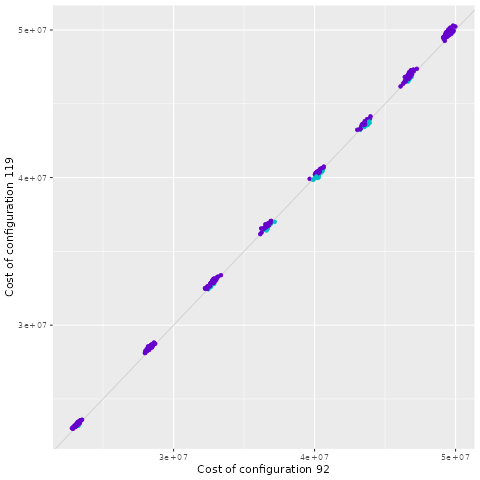 5e+07
4e+07
3e+07
Cost of configuration 119
3e+07
4e+07
5e+07
Cost of configuration 92